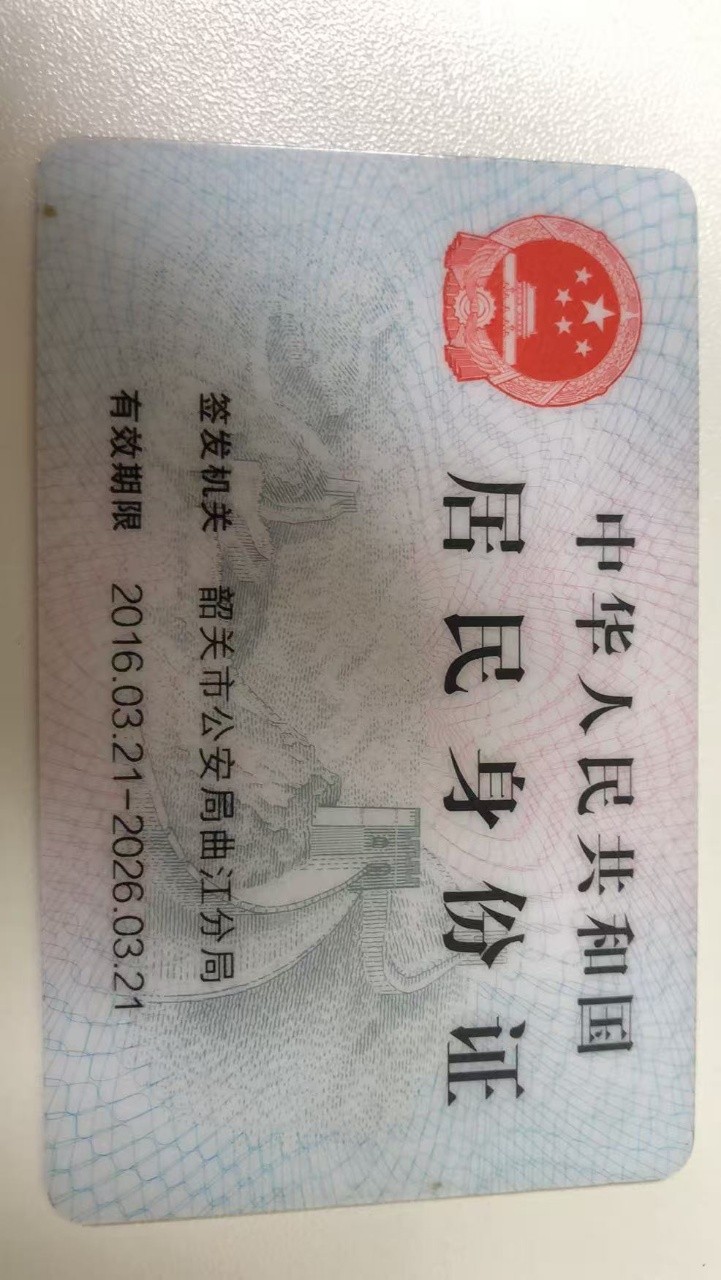 中华人民共和国
居民身份证
签发机关 韶关市公安局曲江分局
有效期限 2016.03.21-2026.03.21